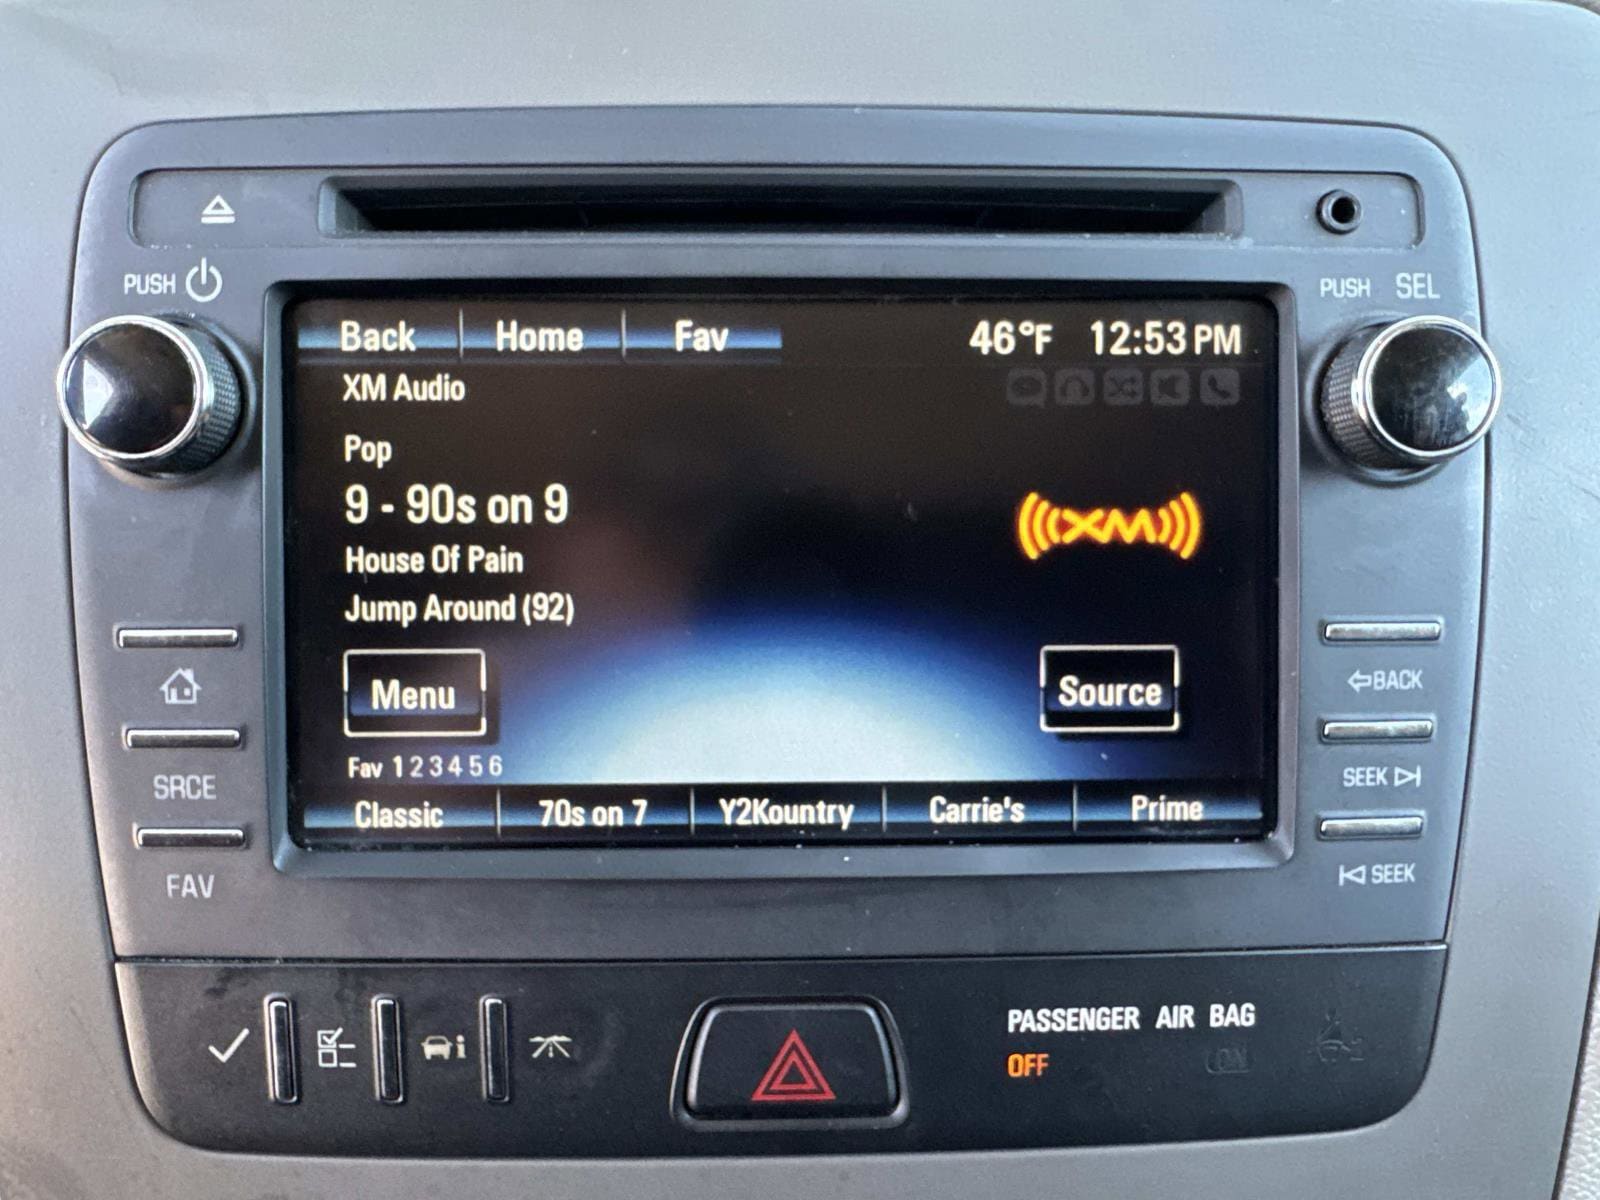 PUSH
PUSH SEL
Back Home Fav 46°F 12:53 PM
XM Audio
Pop
9 - 90s on 9
XM
House Of Pain
Jump Around (92)
Menu
Source
BACK
Fav 1 2 3 4 5 6
SEEK
SRCE
Classic 70s on 7 Y2Kountry Carrie's Prime
SEEK
FAV
PASSENGER AIR BAG
OFF ON
i